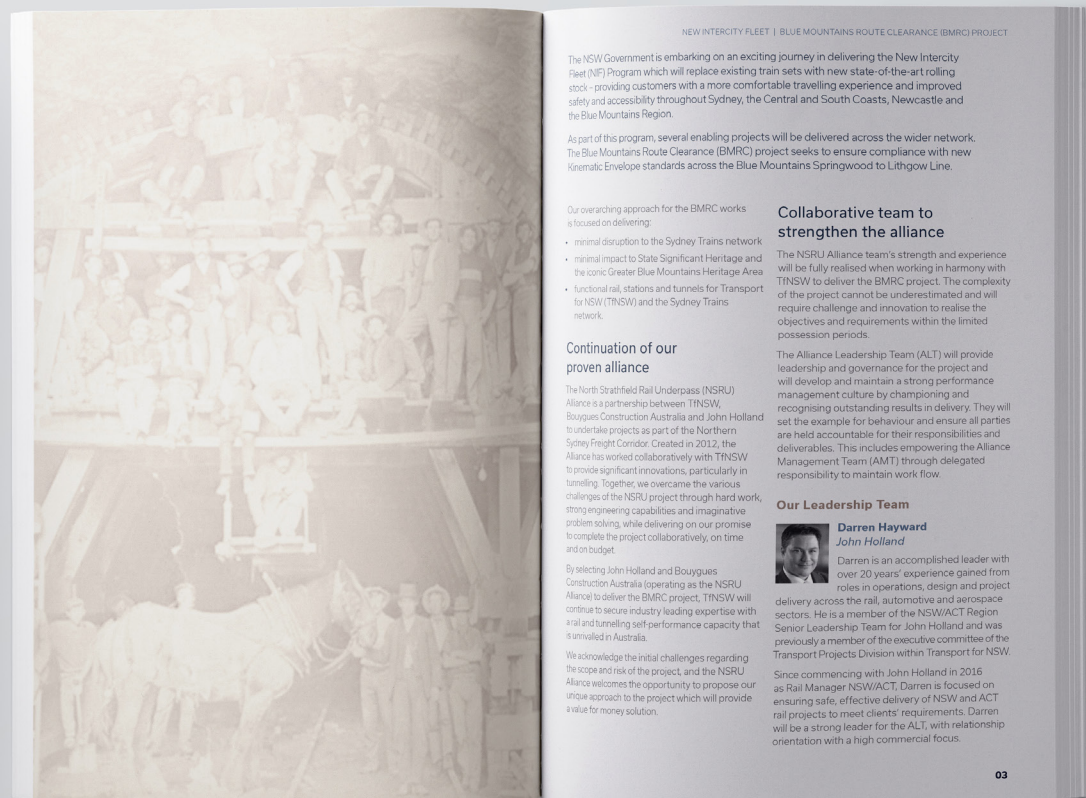 NEW INTERCITY FLEET | BLUE MOUNTAINS ROUTE CLEARANCE (BMRC) PROJECT
The NSW Government is embarking on an exciting journey in delivering the New Intercity
Fleet (NIF) Program which will replace existing train sets with new state-of-the-art rolling
stock - providing customers with a more comfortable travelling experience and improved
safety and accessibility throughout Sydney, the Central and South Coasts, Newcastle and
the Blue Mountains Region.
As part of this program, several enabling projects will be delivered across the wider network.
The Blue Mountains Route Clearance (BMRC) project seeks to ensure compliance with new
Kinematic Envelope standards across the Blue Mountains Springwood to Lithgow Line.
Our overarching approach for the BMRC works
is focused on delivering:
• minimal disruption to the Sydney Trains network
• minimal impact to State Significant Heritage and
the iconic Greater Blue Mountains Heritage Area
• functional rail, stations and tunnels for Transport
for NSW (TfNSW) and the Sydney Trains
network.
Continuation of our
proven alliance
The North Strathfield Rail Underpass (NSRU)
Alliance is a partnership between TfNSW,
Bouygues Construction Australia and John Holland
to undertake projects as part of the Northern
Sydney Freight Corridor. Created in 2012, the
Alliance has worked collaboratively with TfNSW
to provide significant innovations, particularly in
tunnelling. Together, we overcame the various
challenges of the NSRU project through hard work,
strong engineering capabilities and imaginative
problem solving, while delivering on our promise
to complete the project collaboratively, on time
and on budget.
By selecting John Holland and Bouygues
Construction Australia (operating as the NSRU
Alliance) to deliver the BMRC project, TfNSW will
continue to secure industry leading expertise with
a rail and tunnelling self-performance capacity that
is unrivalled in Australia.
We acknowledge the initial challenges regarding
the scope and risk of the project, and the NSRU
Alliance welcomes the opportunity to propose our
unique approach to the project which will provide
a value for money solution.
Collaborative team to
strengthen the alliance
The NSRU Alliance team's strength and experience
will be fully realised when working in harmony with
TfNSW to deliver the BMRC project. The complexity
of the project cannot be underestimated and will
require challenge and innovation to realise the
objectives and requirements within the limited
possession periods.
The Alliance Leadership Team (ALT) will provide
leadership and governance for the project and
will develop and maintain a strong performance
management culture by championing and
recognising outstanding results in delivery. They will
set the example for behaviour and ensure all parties
are held accountable for their responsibilities and
deliverables. This includes empowering the Alliance
Management Team (AMT) through delegated
responsibility to maintain work flow.
Our Leadership Team
Darren Hayward
John Holland
Darren is an accomplished leader with
over 20 years' experience gained from
roles in operations, design and project
delivery across the rail, automotive and aerospace
sectors. He is a member of the NSW/ACT Region
Senior Leadership Team for John Holland and was
previously a member of the executive committee of the
Transport Projects Division within Transport for NSW.
Since commencing with John Holland in 2016
as Rail Manager NSW/ACT, Darren is focused on
ensuring safe, effective delivery of NSW and ACT
rail projects to meet clients' requirements. Darren
will be a strong leader for the ALT, with relationship
orientation with a high commercial focus.
03